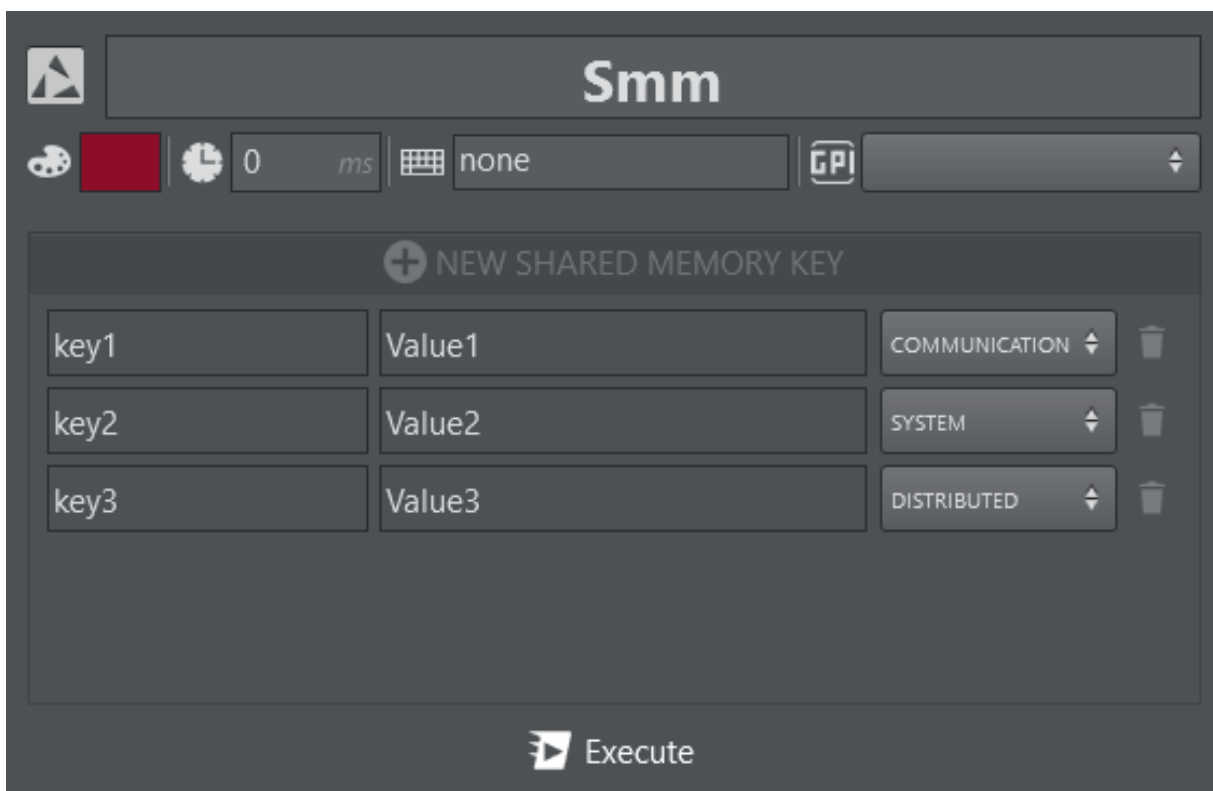 Smm
0 ms none GPI
NEW SHARED MEMORY KEY
key1 Value1 COMMUNICATION
key2 Value2 SYSTEM
key3 Value3 DISTRIBUTED
Execute